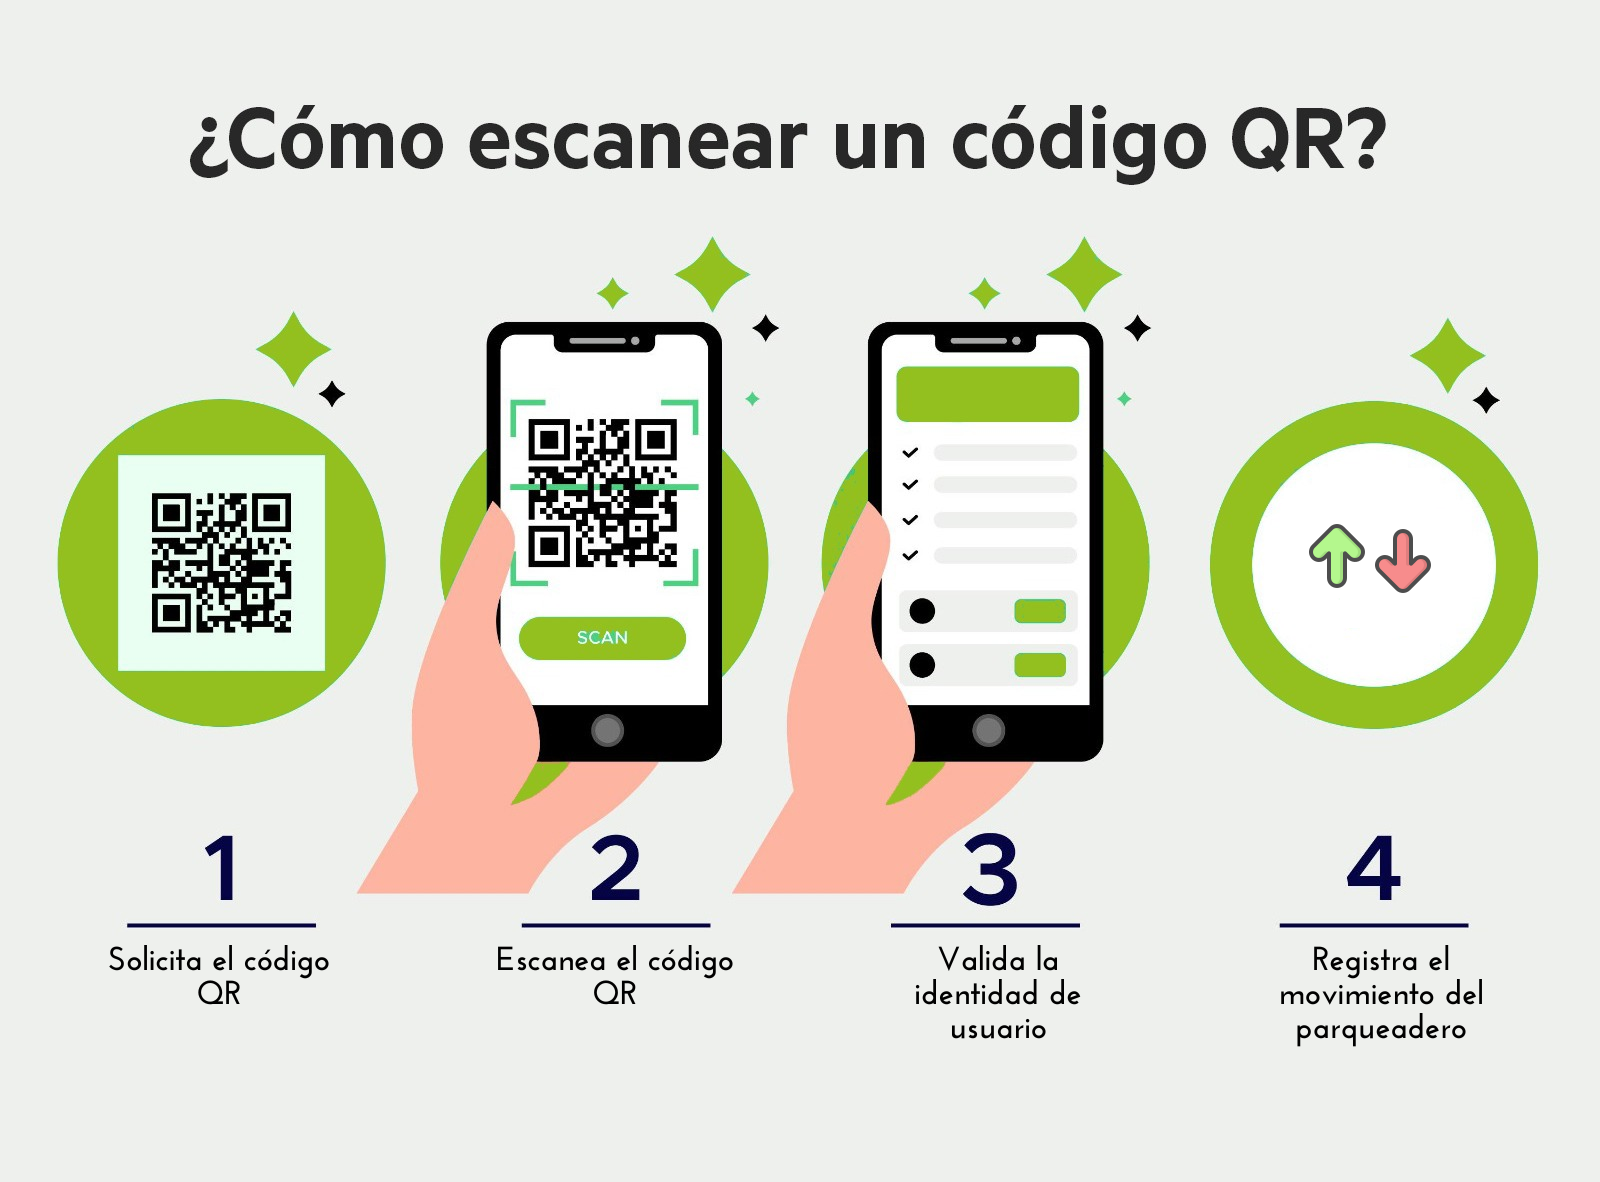 ¿Cómo escanear un código QR?
SCAN
1
Solicita el código
QR
2
Escanea el código
QR
3
Valida la
identidad de
usuario
4
Registra el
movimiento del
parqueadero